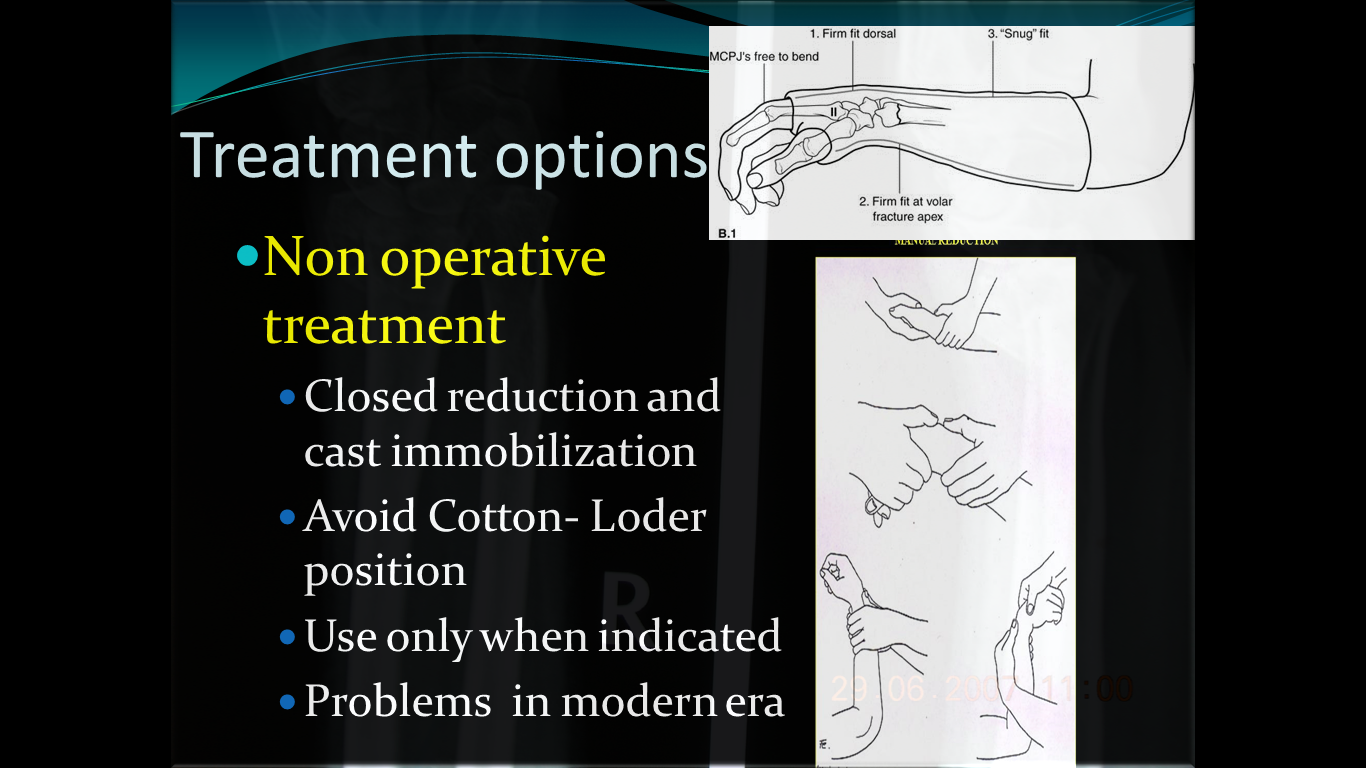 1. Firm fit dorsal
3. “Snug” fit
MCPJ's free to bend
II
2. Firm fit at volar
fracture apex
B.1
Treatment options
MANUAL REDUCTION
•Non operative
treatment
•Closed reduction and
cast immobilization
•Avoid Cotton- Loder
position
•Use only when indicated
•Problems in modern era
R
29 06 2007 11:00